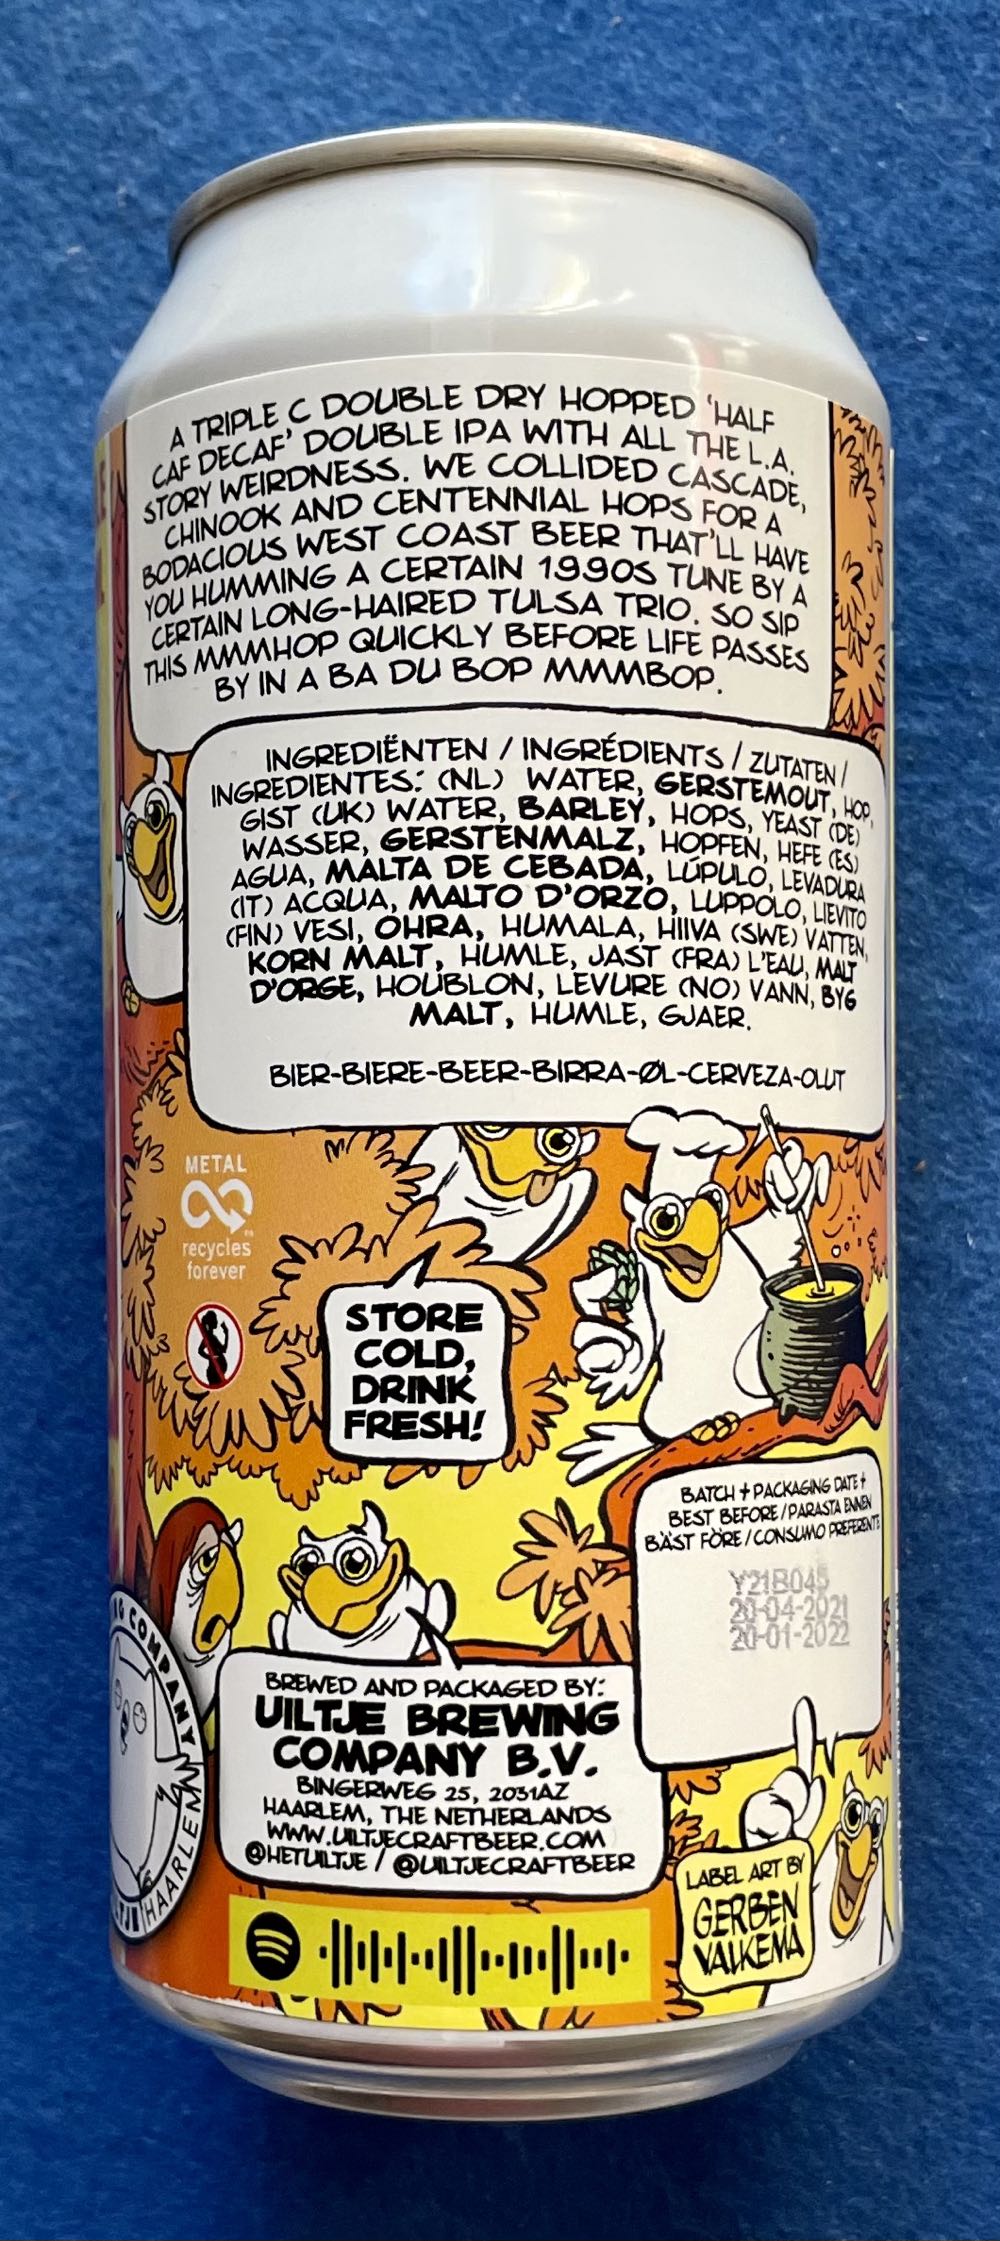 A TRIPLE C DOUBLE DRY HOPPED 'HALF
CAF DECAF' DOUBLE IPA WITH ALL THE L.A.
STORY WEIRDNESS. WE COLLIDED CASCADE,
CHINOOK AND CENTENNIAL HOPS FOR A
BODACIOUS WEST COAST BEER THAT'LL HAVE
YOU HUMMING A CERTAIN 1990S TUNE BY A
CERTAIN LONG-HAIRED TULSA TRIO. SO SIP
THIS MMMHOP QUICKLY BEFORE LIFE PASSES
BY IN A BA DU BOP MMMBOP.
INGREDIËNTEN / INGRÉDIENTS / ZUTATEN /
INGREDIENTES: (NL) WATER, GERSTEMOUT, HOP,
GIST (UK) WATER, BARLEY, HOPS, YEAST (DE)
WASSER, GERSTENMALZ, HOPFEN, HEFE (ES)
AGUA, MALTA DE CEBADA, LÚPULO, LEVADURA
(IT) ACQUA, MALTO D'ORZO, LUPPOLO, LIEVITO
(FIN) VESI, OHRA, HUMALA, HIIVA (SWE) VATTEN,
KORN MALT, HUMLE, JAST (FRA) L'EAU, MALT
D'ORGE, HOUBLON, LEVURE (NO) VANN, BYG
MALT, HUMLE, GJAER.
BIER-BIERE-BEER-BIRRA-ØL-CERVEZA-OLUT
METAL
recycles
forever
STORE
COLD,
DRINK
FRESH!
BATCH + PACKAGING DATE +
BEST BEFORE / PARASTA ENNEN
BÄST FÖRE / CONSUMO PREFERENTE
Y21B045
20-04-2021
20-01-2022
BREWED AND PACKAGED BY:
UILTJE BREWING
COMPANY B.V.
BINGERWEG 25, 2031AZ
HAARLEM, THE NETHERLANDS
WWW.UILTJECRAFTBEER.COM
@HETUILTJE / @UILTJECRAFTBEER
COMPANY
HAARLEM
LABEL ART BY
GERBEN
VALKEMA